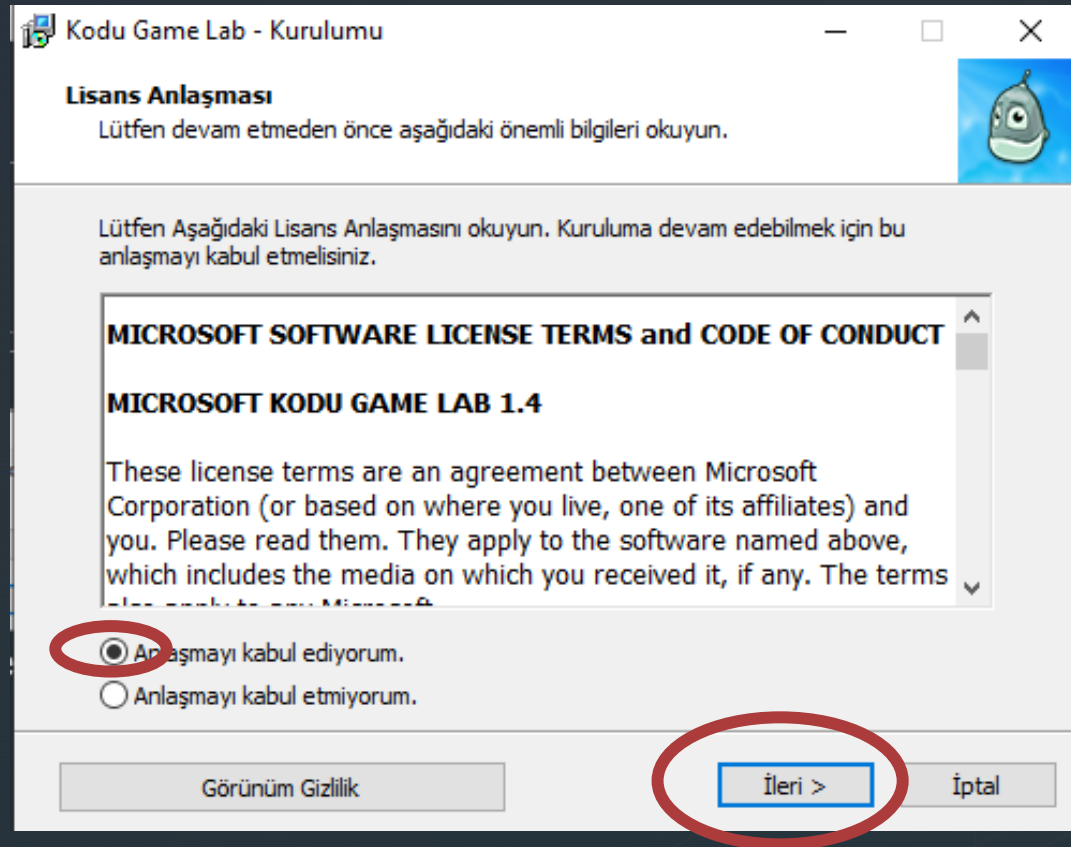 Kodu Game Lab - Kurulumu
Lisans Anlaşması
Lütfen devam etmeden önce aşağıdaki önemli bilgileri okuyun.
Lütfen Aşağıdaki Lisans Anlaşmasını okuyun. Kuruluma devam edebilmek için bu
anlaşmayı kabul etmelisiniz.
MICROSOFT SOFTWARE LICENSE TERMS and CODE OF CONDUCT
MICROSOFT KODU GAME LAB 1.4
These license terms are an agreement between Microsoft
Corporation (or based on where you live, one of its affiliates) and
you. Please read them. They apply to the software named above,
which includes the media on which you received it, if any. The terms
also apply to any Microsoft
Anlaşmayı kabul ediyorum.
Anlaşmayı kabul etmiyorum.
Görünüm Gizlilik
İleri >
İptal